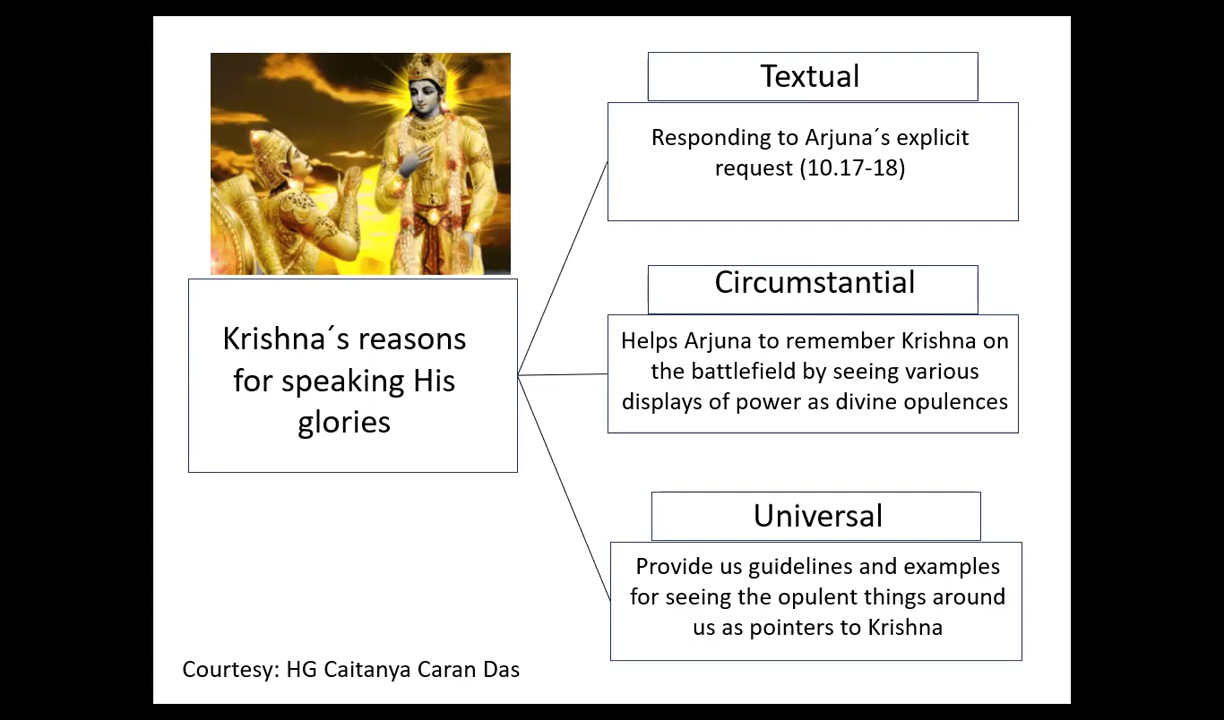 Krishna´s reasons
for speaking His
glories
Textual
Responding to Arjuna´s explicit
request (10.17-18)
Circumstantial
Helps Arjuna to remember Krishna on
the battlefield by seeing various
displays of power as divine opulences
Universal
Provide us guidelines and examples
for seeing the opulent things around
us as pointers to Krishna
Courtesy: HG Caitanya Caran Das